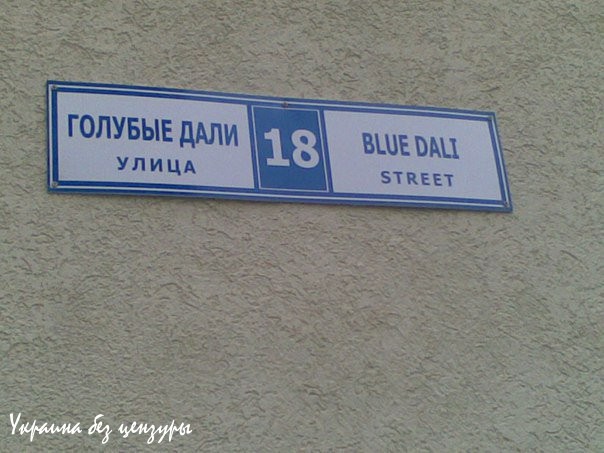 ГОЛУБЫЕ ДАЛИ
УЛИЦА
18
BLUE DALI
STREET
Украина без цензуры